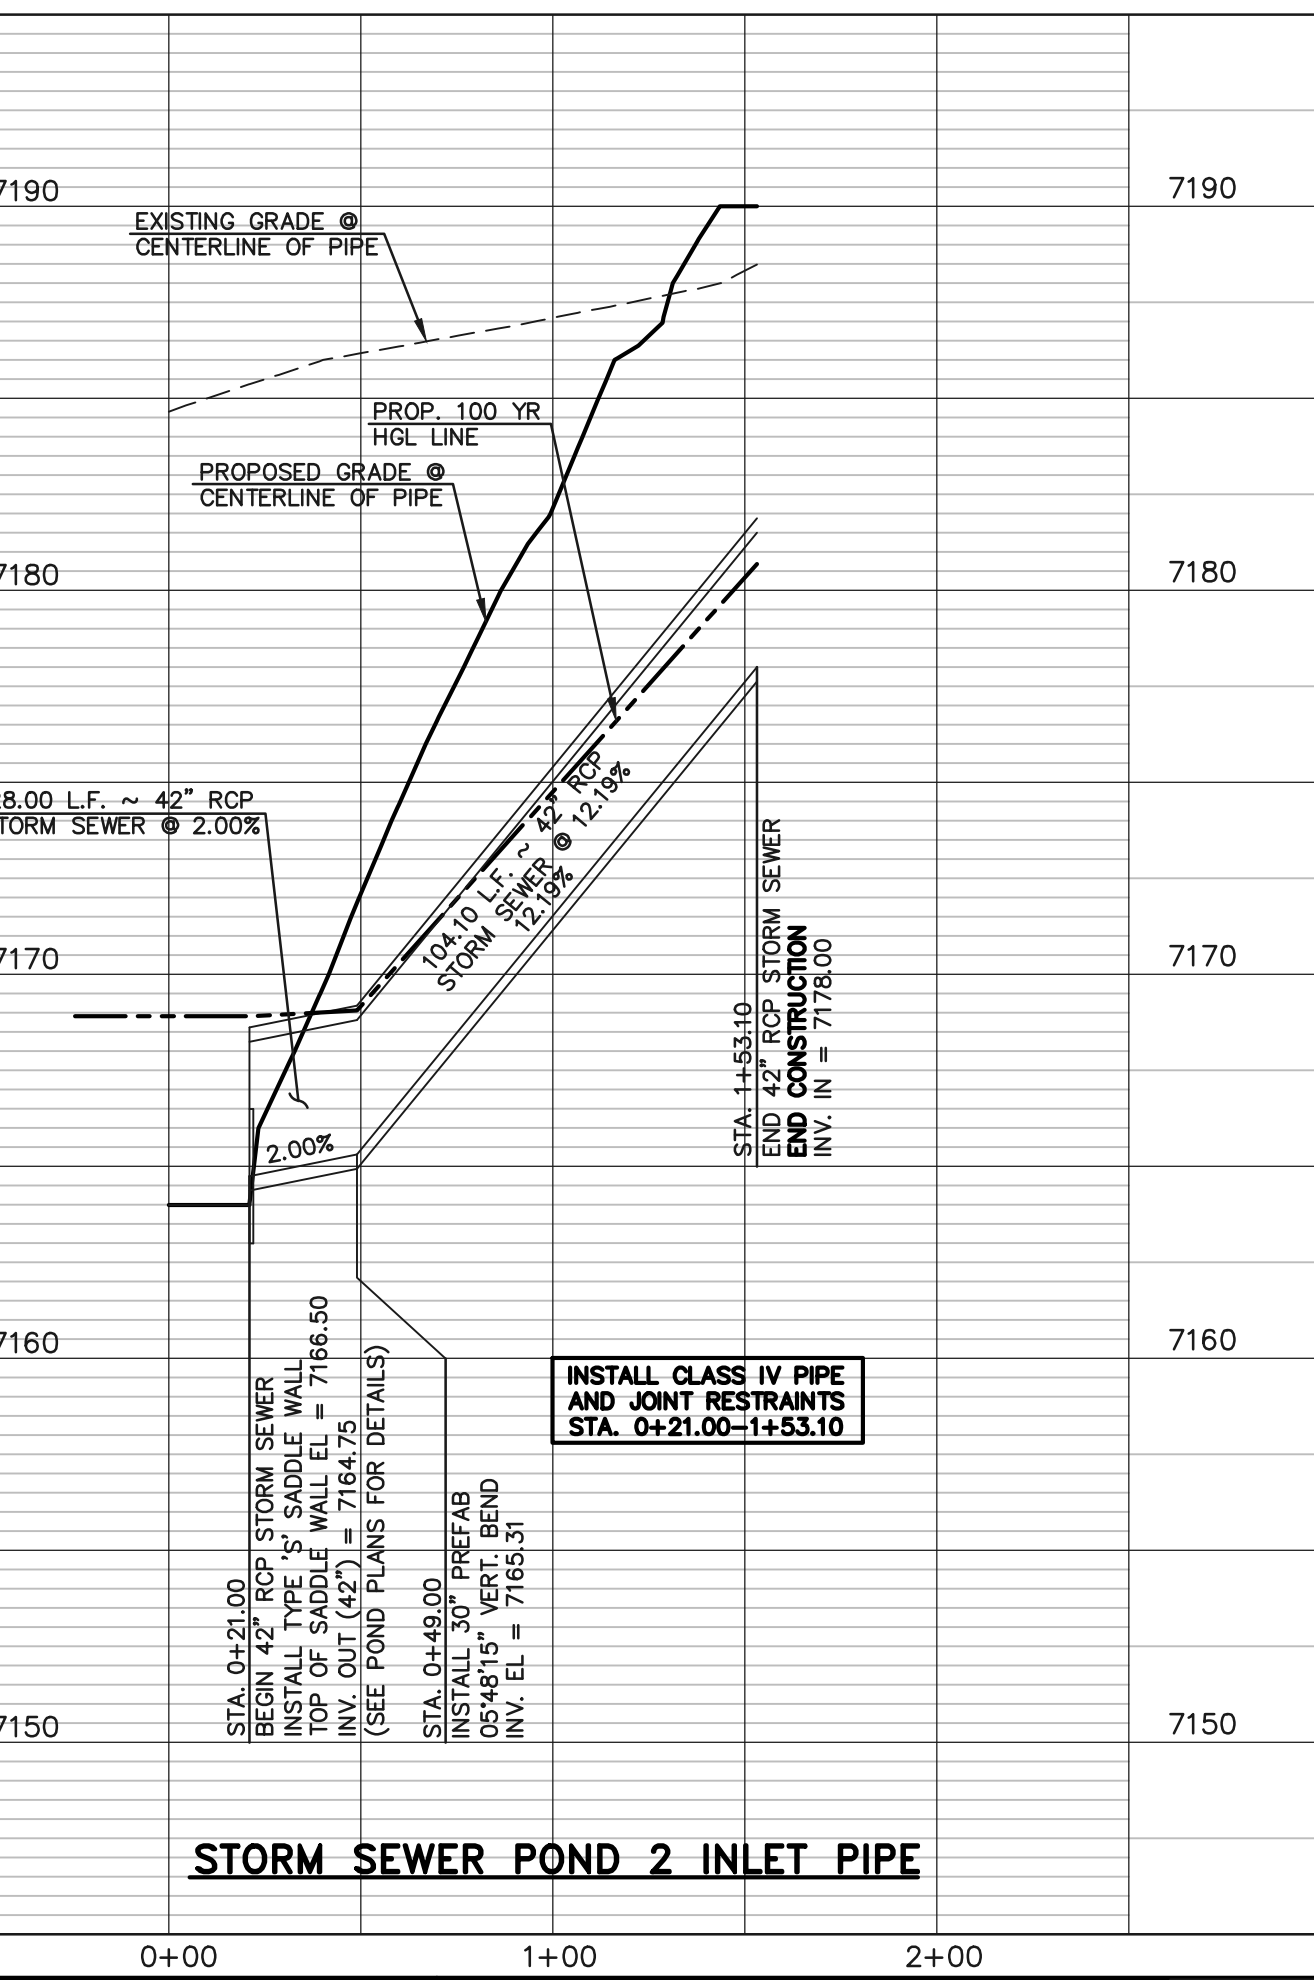 7190
7190
EXISTING GRADE @
CENTERLINE OF PIPE
PROP. 100 YR
HGL LINE
PROPOSED GRADE @
CENTERLINE OF PIPE
7180
7180
8.00 L.F. ~ 42" RCP
TORM SEWER @ 2.00%
104.10 L.F. ~ 42" RCP
STORM SEWER @ 12.19%
12.19%
7170
7170
STA. 1+53.10
END 42" RCP STORM SEWER
END CONSTRUCTION
INV. IN = 7178.00
2.00%
7160
7160
INSTALL CLASS IV PIPE
AND JOINT RESTRAINTS
STA. 0+21.00-1+53.10
STA. 0+21.00
BEGIN 42" RCP STORM SEWER
INSTALL TYPE 'S' SADDLE WALL
TOP OF SADDLE WALL EL = 7166.50
INV. OUT (42") = 7164.75
(SEE POND PLANS FOR DETAILS)
STA. 0+49.00
INSTALL 30" PREFAB
05°48'15" VERT. BEND
INV. EL = 7165.31
7150
7150
STORM SEWER POND 2 INLET PIPE
0+00
1+00
2+00